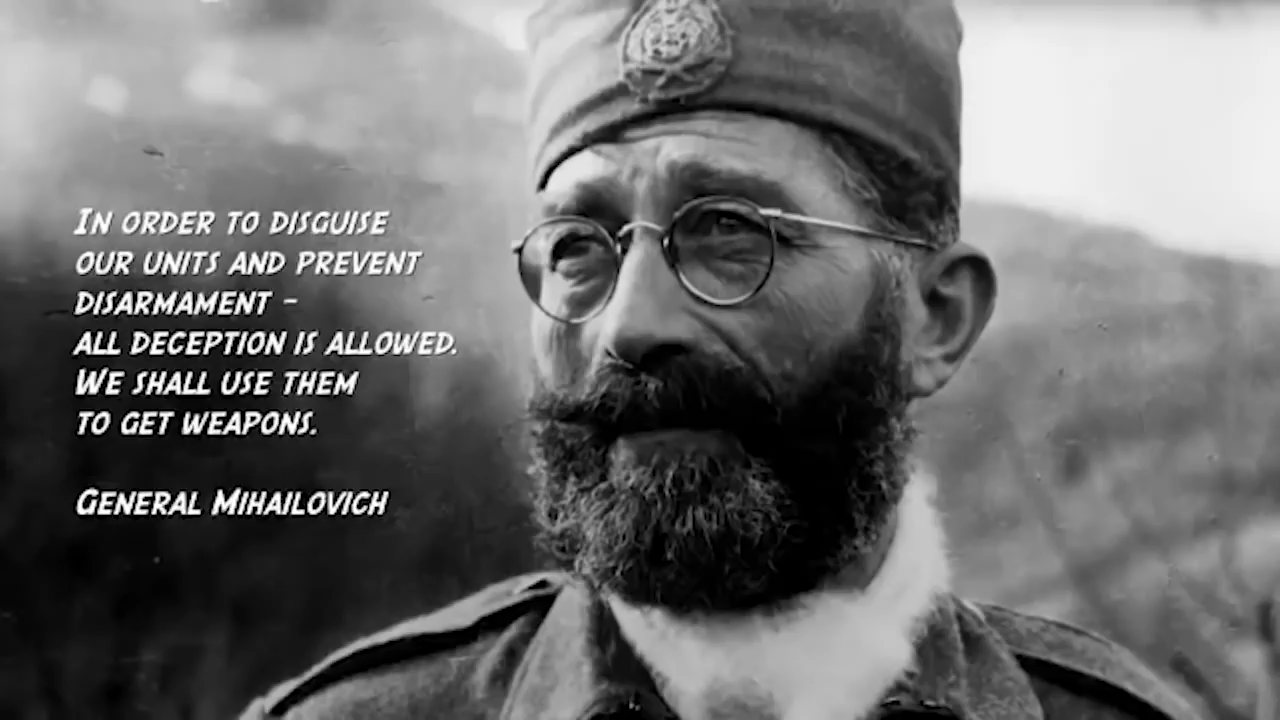 In order to disguise
our units and prevent
disarmament -
all deception is allowed.
We shall use them
to get weapons.
General Mihailovich